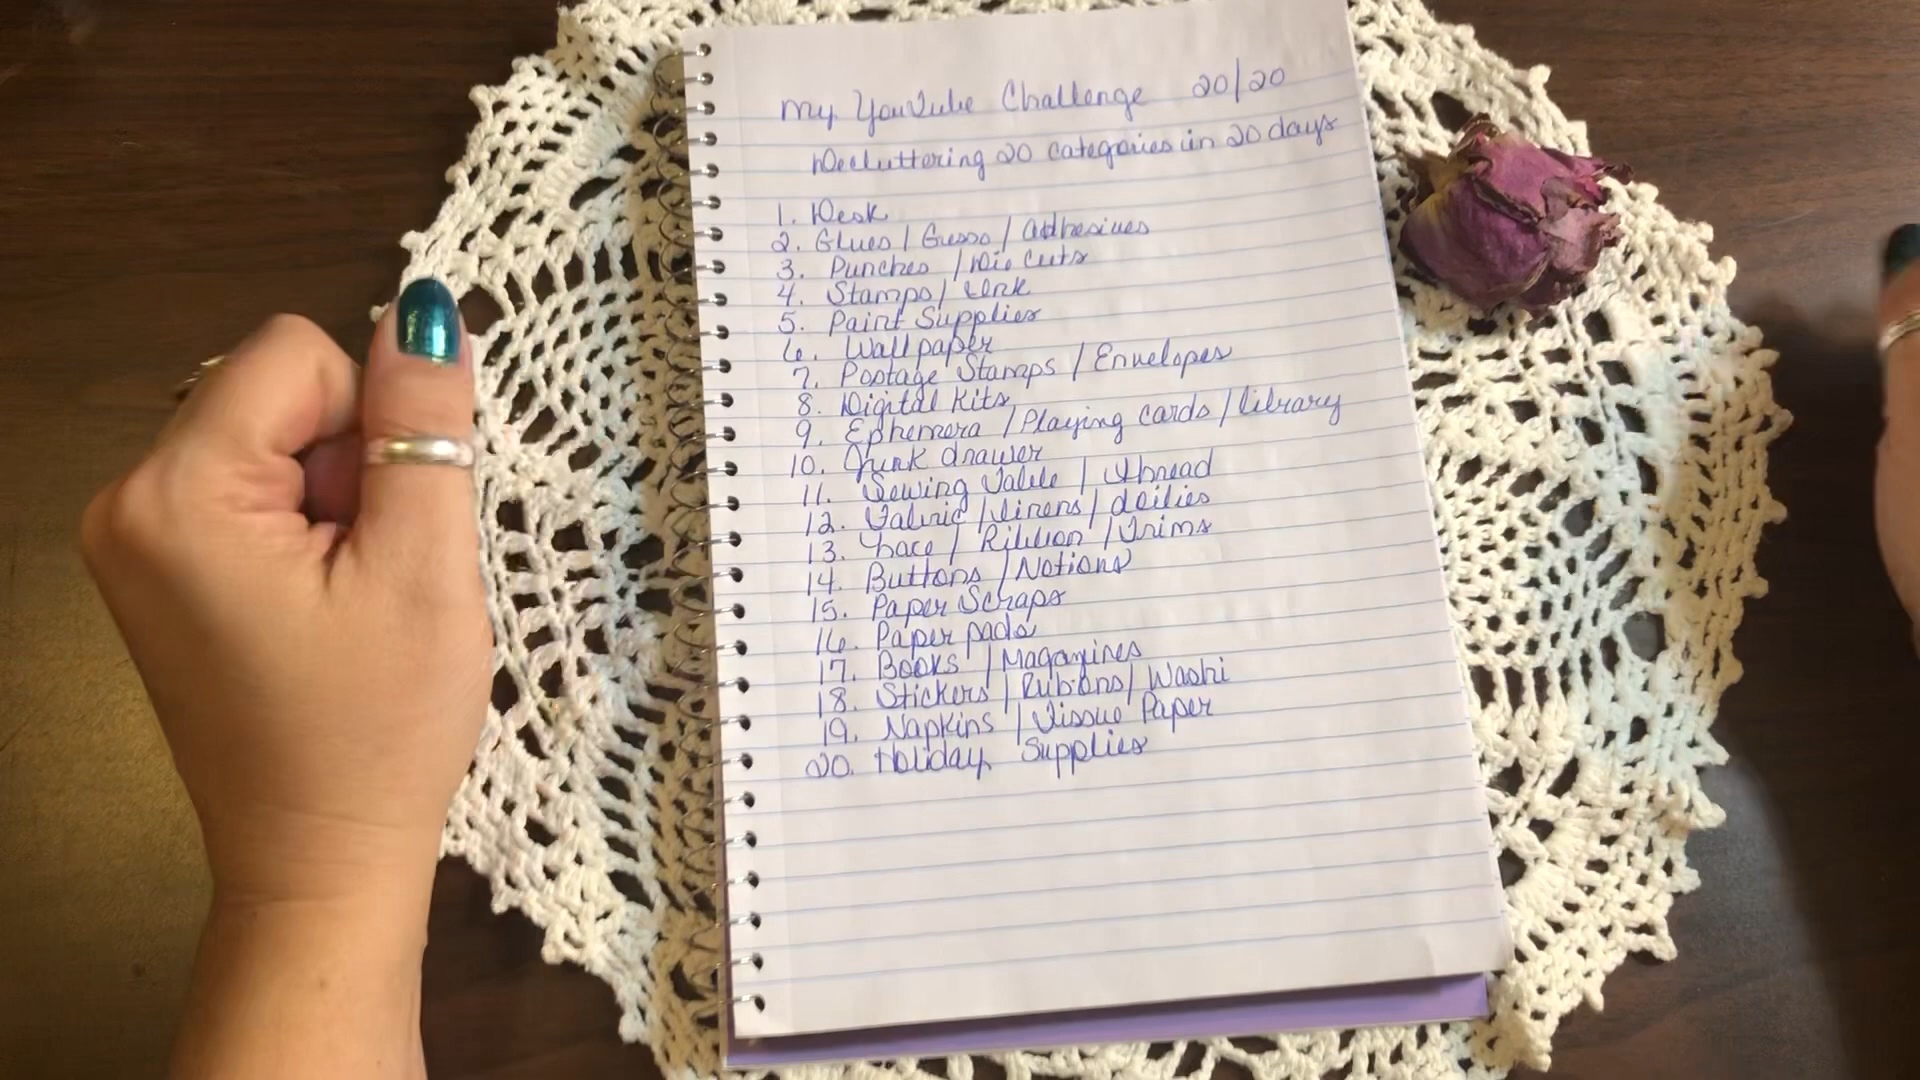 My YouTube Challenge 20/20
Decluttering 20 categories in 20 days
1. Desk
2. Glues / Gesso / Adhesives
3. Punches / Die Cuts
4. Stamps / Ink
5. Paint Supplies
6. Wallpaper
7. Postage Stamps / Envelopes
8. Digital Kits
9. Ephemera / Playing cards / library
10. Junk drawer
11. Sewing Table / Thread
12. Fabric / Linens / doilies
13. Lace / Ribbon / Trims
14. Buttons / Notions
15. Paper Scraps
16. Paper pads
17. Books / Magazines
18. Stickers / Rubons / Washi
19. Napkins / Tissue Paper
20. Holiday Supplies